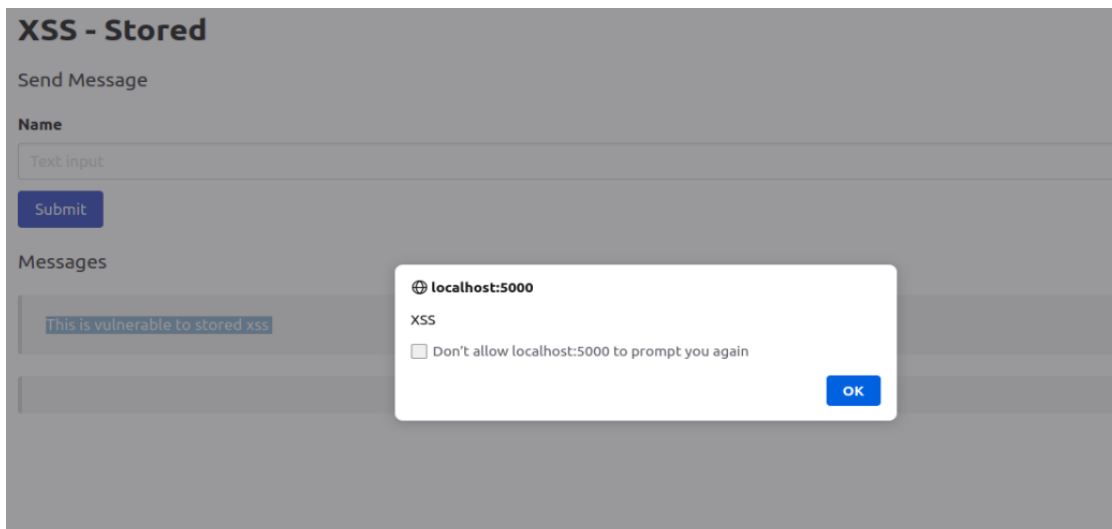 XSS - Stored
Send Message
Name
Text input
Submit
Messages
This is vulnerable to stored xss
localhost:5000
XSS
Don't allow localhost:5000 to prompt you again
OK